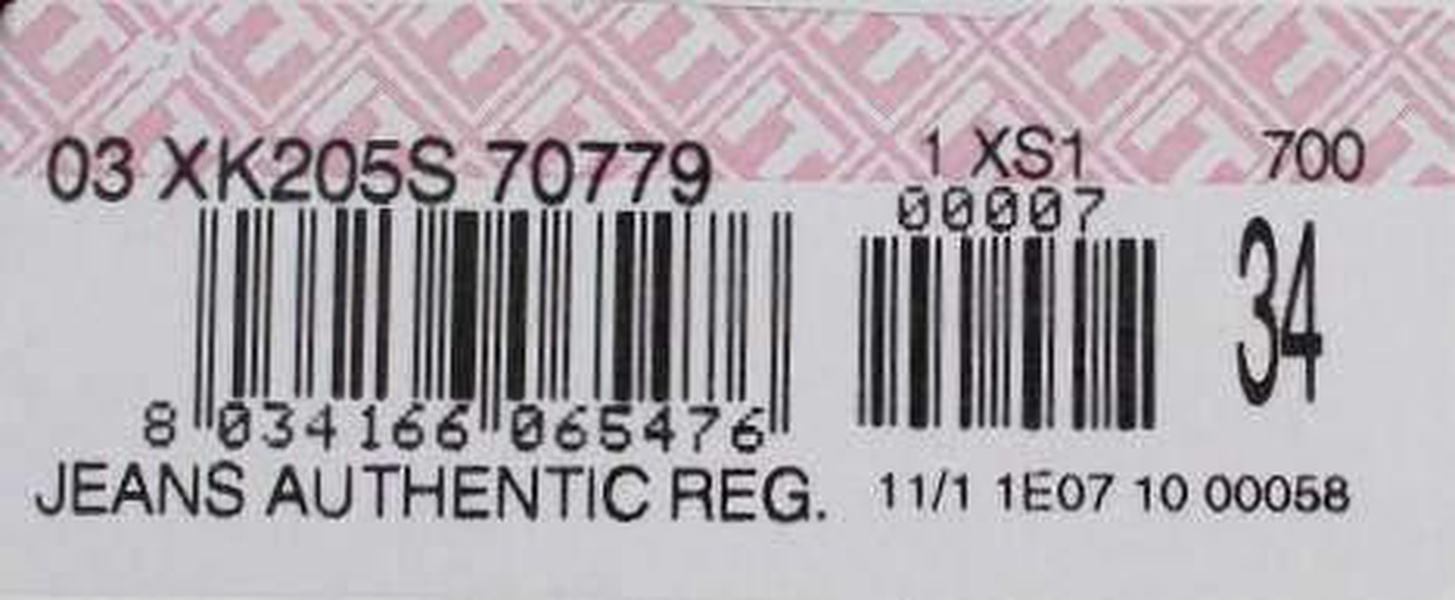 03 XK205S 70779 1 XS1 700
00007
34
8 034166 065476
JEANS AUTHENTIC REG. 11/1 1E07 10 00058